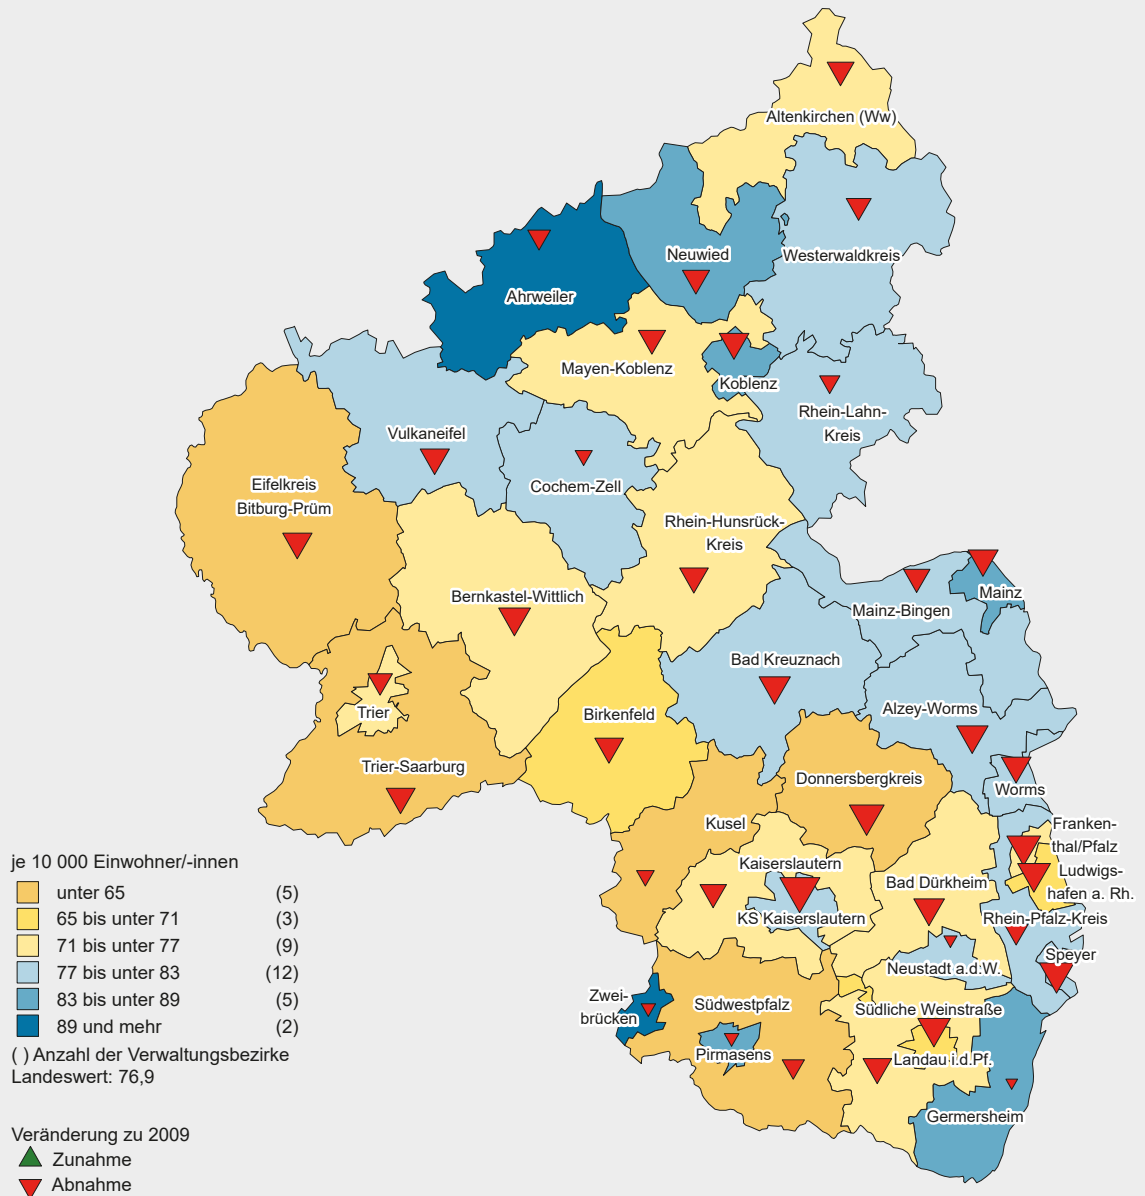 Altenkirchen (Ww)
Neuwied
Westerwaldkreis
Ahrweiler
Mayen-Koblenz
Koblenz
Rhein-Lahn-
Kreis
Vulkaneifel
Cochem-Zell
Eifelkreis
Bitburg-Prüm
Rhein-Hunsrück-
Kreis
Bernkastel-Wittlich
Mainz
Mainz-Bingen
Bad Kreuznach
Trier
Birkenfeld
Alzey-Worms
Trier-Saarburg
Donnersbergkreis
Worms
Kusel
Franken-
thal/Pfalz
Kaiserslautern
Ludwigs-
hafen a. Rh.
Bad Dürkheim
KS Kaiserslautern
Rhein-Pfalz-Kreis
Speyer
Neustadt a.d.W.
Zwei-
brücken
Südwestpfalz
Südliche Weinstraße
Pirmasens
Landau i.d.Pf.
Germersheim
je 10 000 Einwohner/-innen
unter 65 (5)
65 bis unter 71 (3)
71 bis unter 77 (9)
77 bis unter 83 (12)
83 bis unter 89 (5)
89 und mehr (2)
( ) Anzahl der Verwaltungsbezirke
Landeswert: 76,9
Veränderung zu 2009
Zunahme
Abnahme